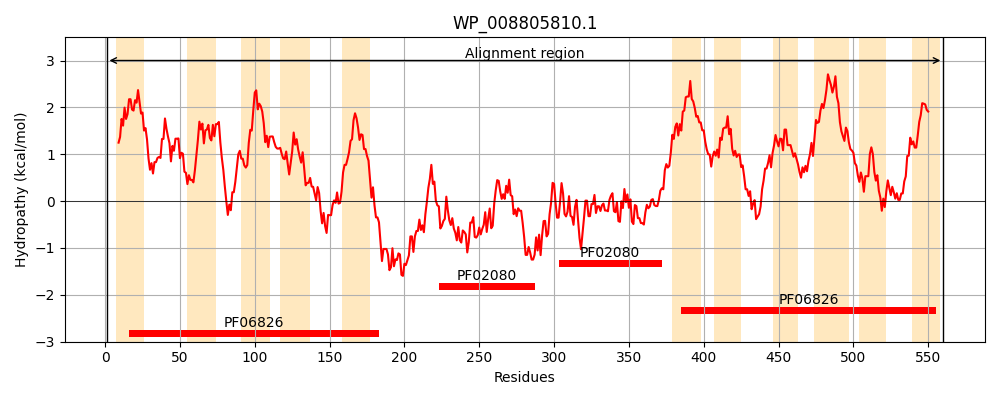 WP_008805810.1
Alignment region
3
2
1
0
−1
−2
−3
Hydropathy (kcal/mol)
PF02080
PF02080
PF06826
PF06826
0 50 100 150 200 250 300 350 400 450 500 550
Residues